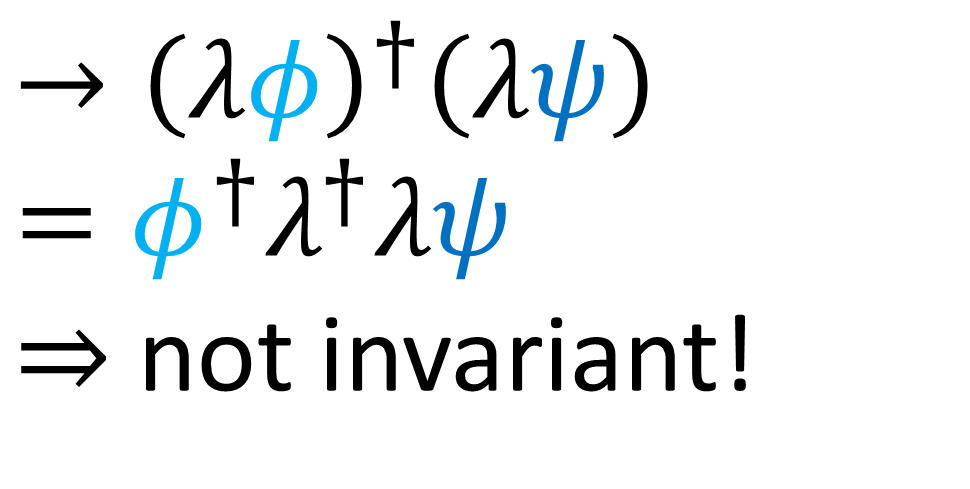 → (λϕ)†(λψ)
= ϕ†λ†λψ
⇒ not invariant!